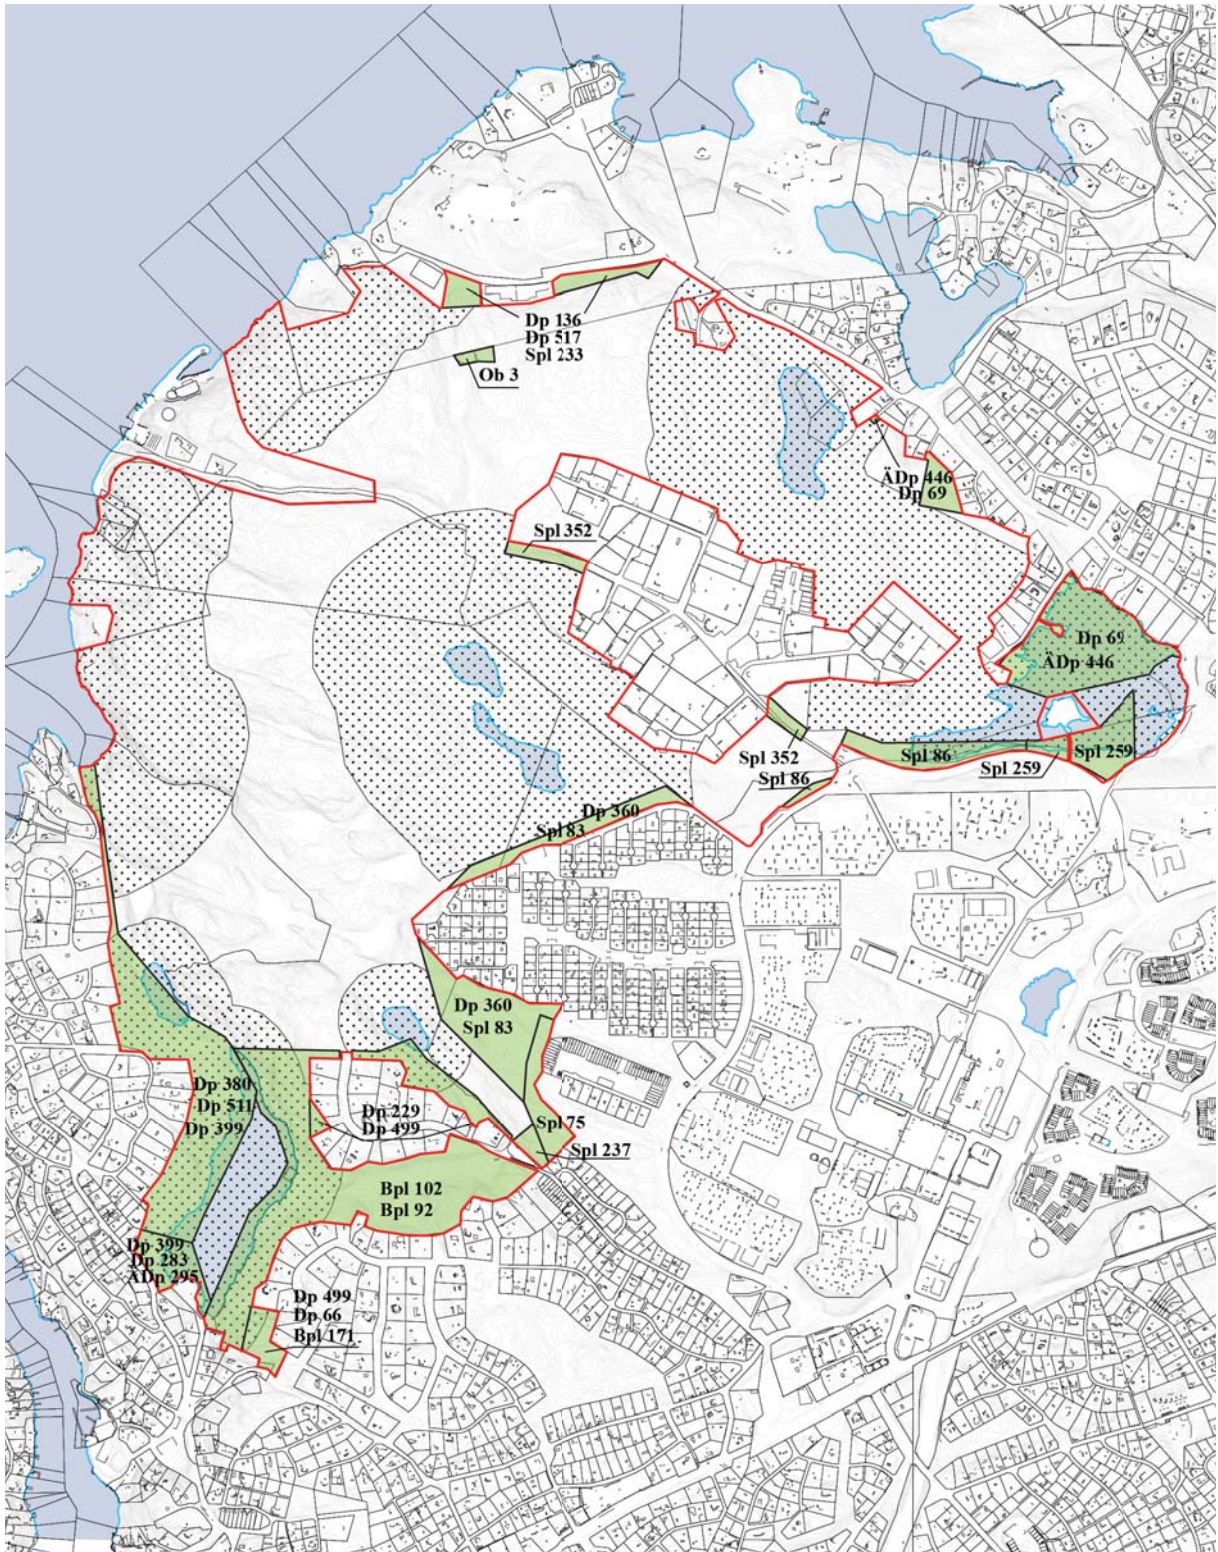 Dp 136
Dp 517
Spl 233
Ob 3
ÄDp 446
Dp 69
Spl 352
Dp 69
ÄDp 446
Spl 352
Spl 86
Spl 86
Spl 259
Spl 259
Dp 360
Spl 83
Dp 360
Spl 83
Dp 380
Dp 511
Dp 399
Dp 229
Dp 499
Spl 75
Spl 237
Bpl 102
Bpl 92
Dp 399
Dp 283
ÄDp 295
Dp 499
Dp 66
Bpl 171